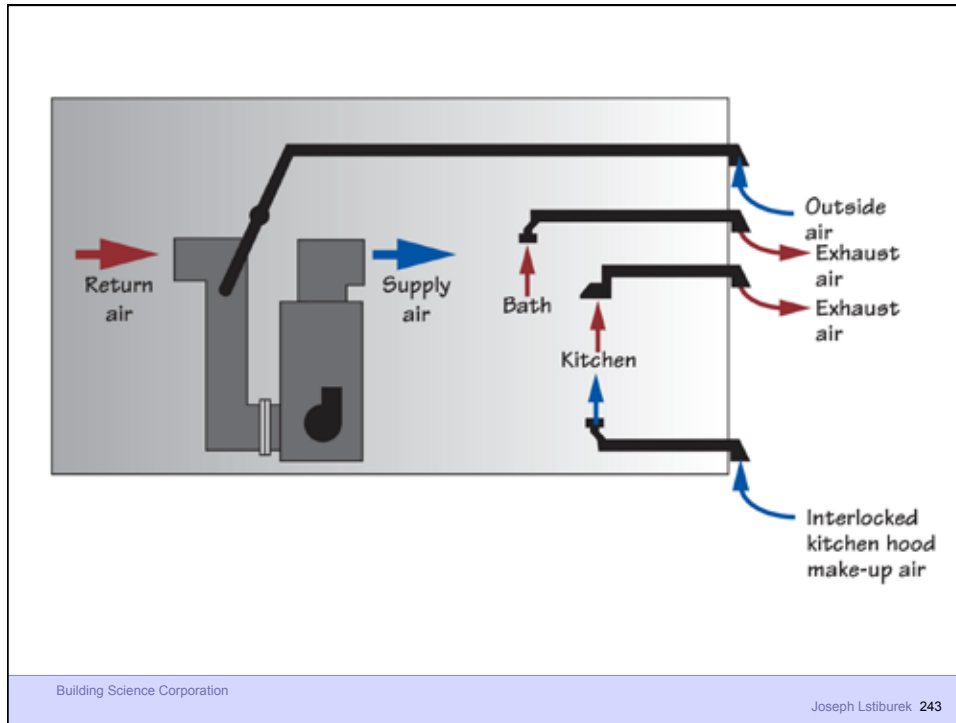 Outside
air
Exhaust
air
Return
air
Supply
air
Bath
Exhaust
air
Kitchen
Interlocked
kitchen hood
make-up air
Building Science Corporation
Joseph Lstiburek 243